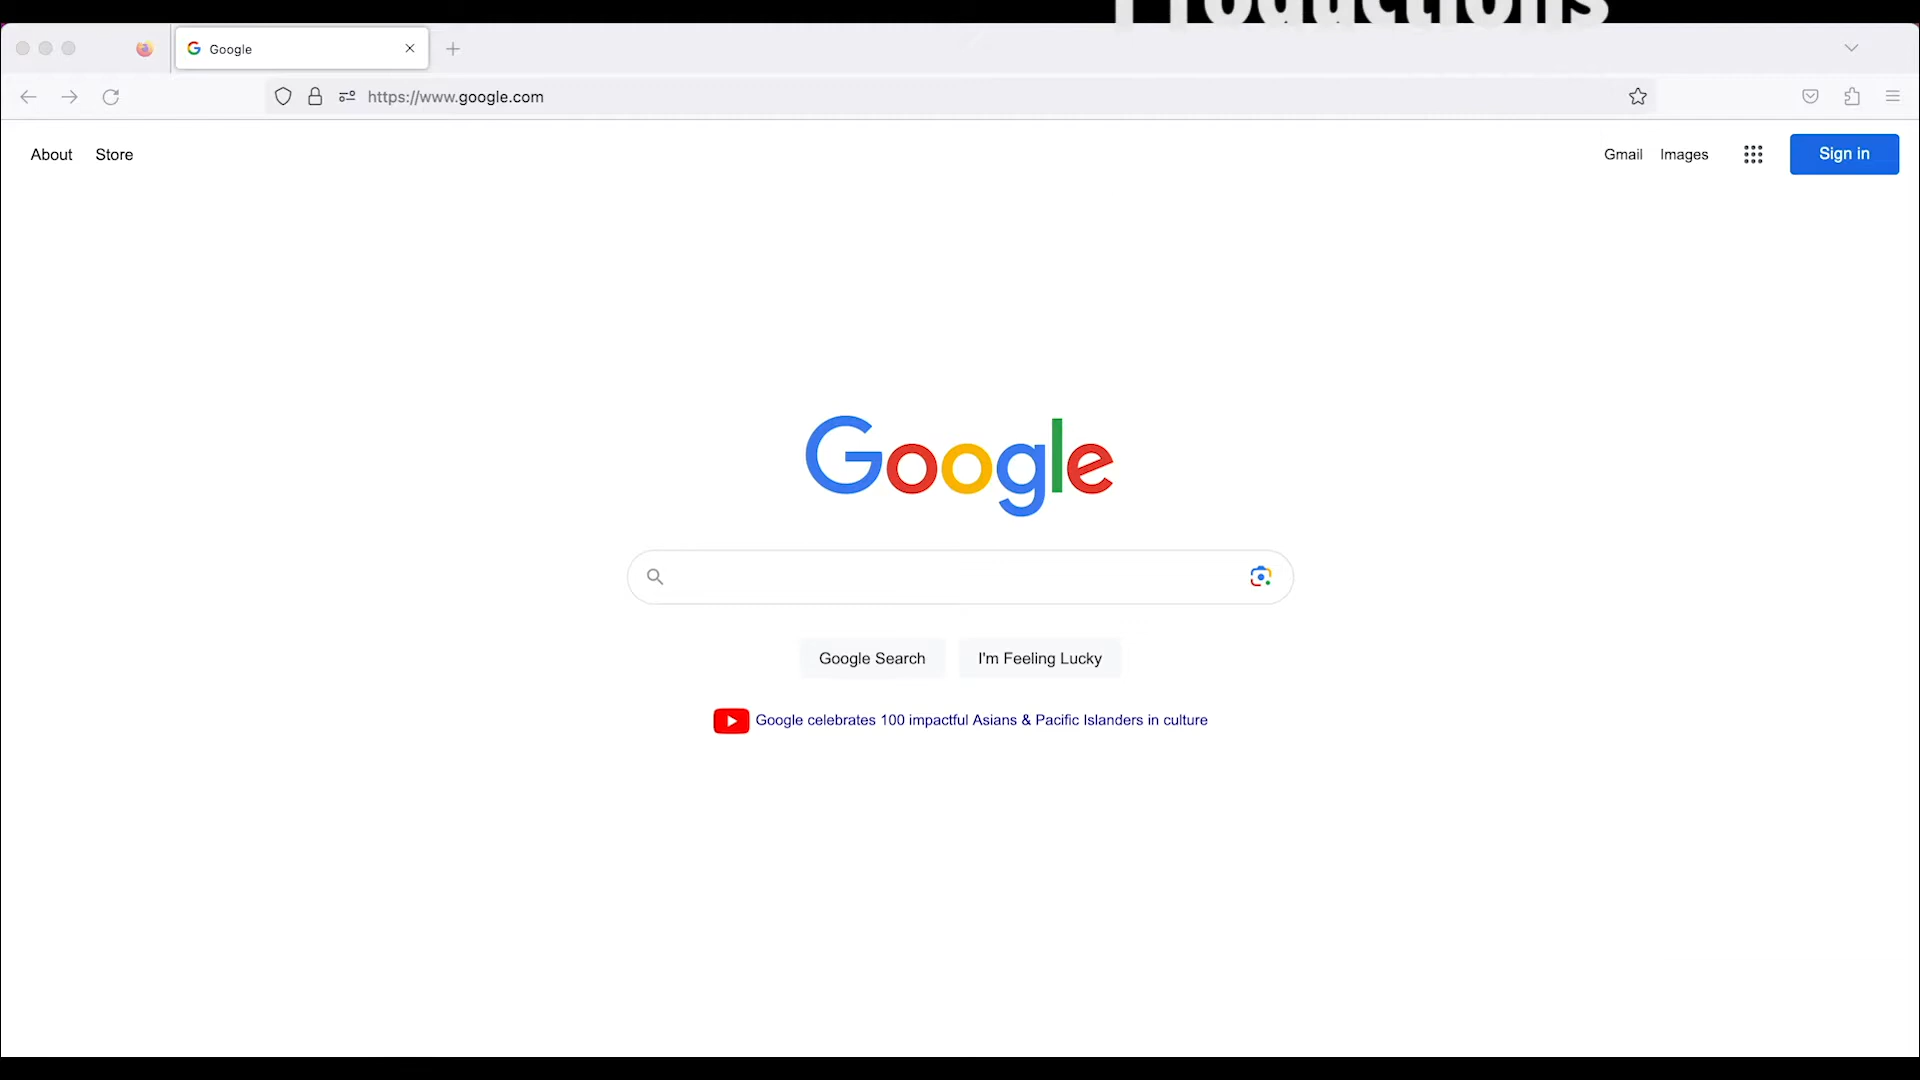 Productions
Google
https://www.google.com
About Store
Gmail Images Sign in
Google
Google Search I'm Feeling Lucky
Google celebrates 100 impactful Asians & Pacific Islanders in culture